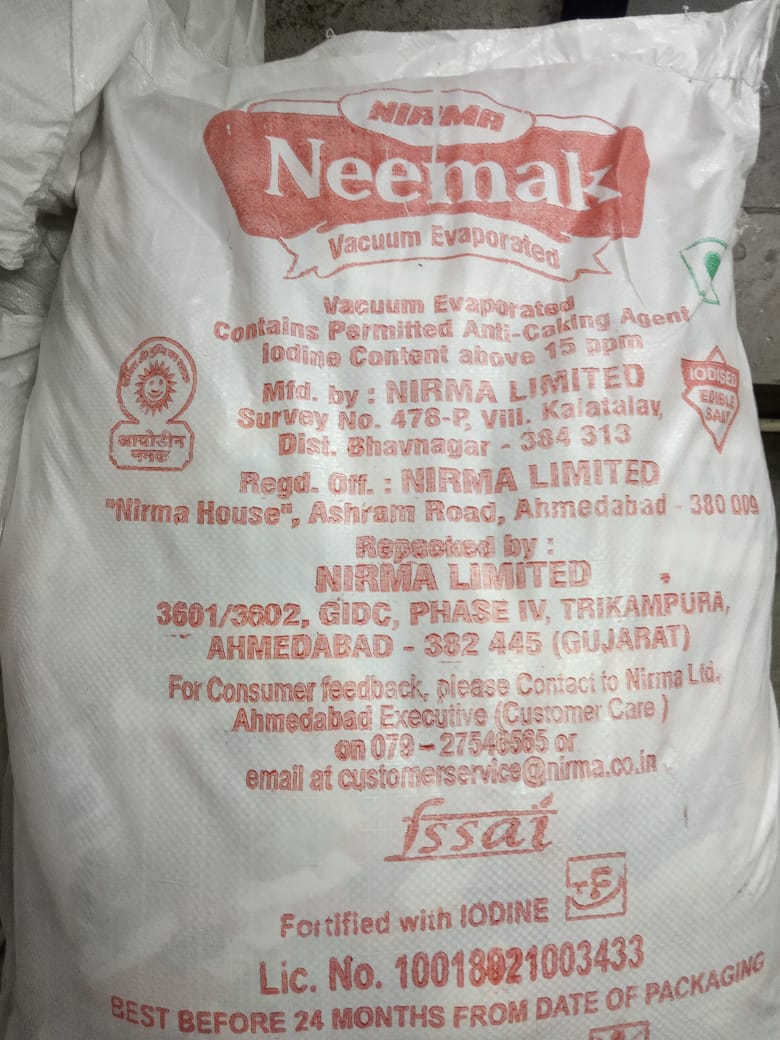 NIRMA
Neemak
Vacuum Evaporated
Vacuum Evaporated
Contains Permitted Anti-Caking Agent
Iodine Content above 15 ppm
Mfd. by : NIRMA LIMITED
Survey No. 478-P, Vill. Kalatalav,
Dist. Bhavnagar - 364 313
Regd. Off. : NIRMA LIMITED
"Nirma House", Ashram Road, Ahmedabad - 380 009
आयोडीन
नमक
IODISED
EDIBLE
SALT
Repacked by :
NIRMA LIMITED
3601/3602, GIDC, PHASE IV, TRIKAMPURA,
AHMEDABAD - 382 445 (GUJARAT)
For Consumer feedback, please Contact to Nirma Ltd.
Ahmedabad Executive (Customer Care )
on 079 - 27546565 or
email at customerservice@nirma.co.in
fssai
Fortified with IODINE
+F
Lic. No. 10018021003433
BEST BEFORE 24 MONTHS FROM DATE OF PACKAGING